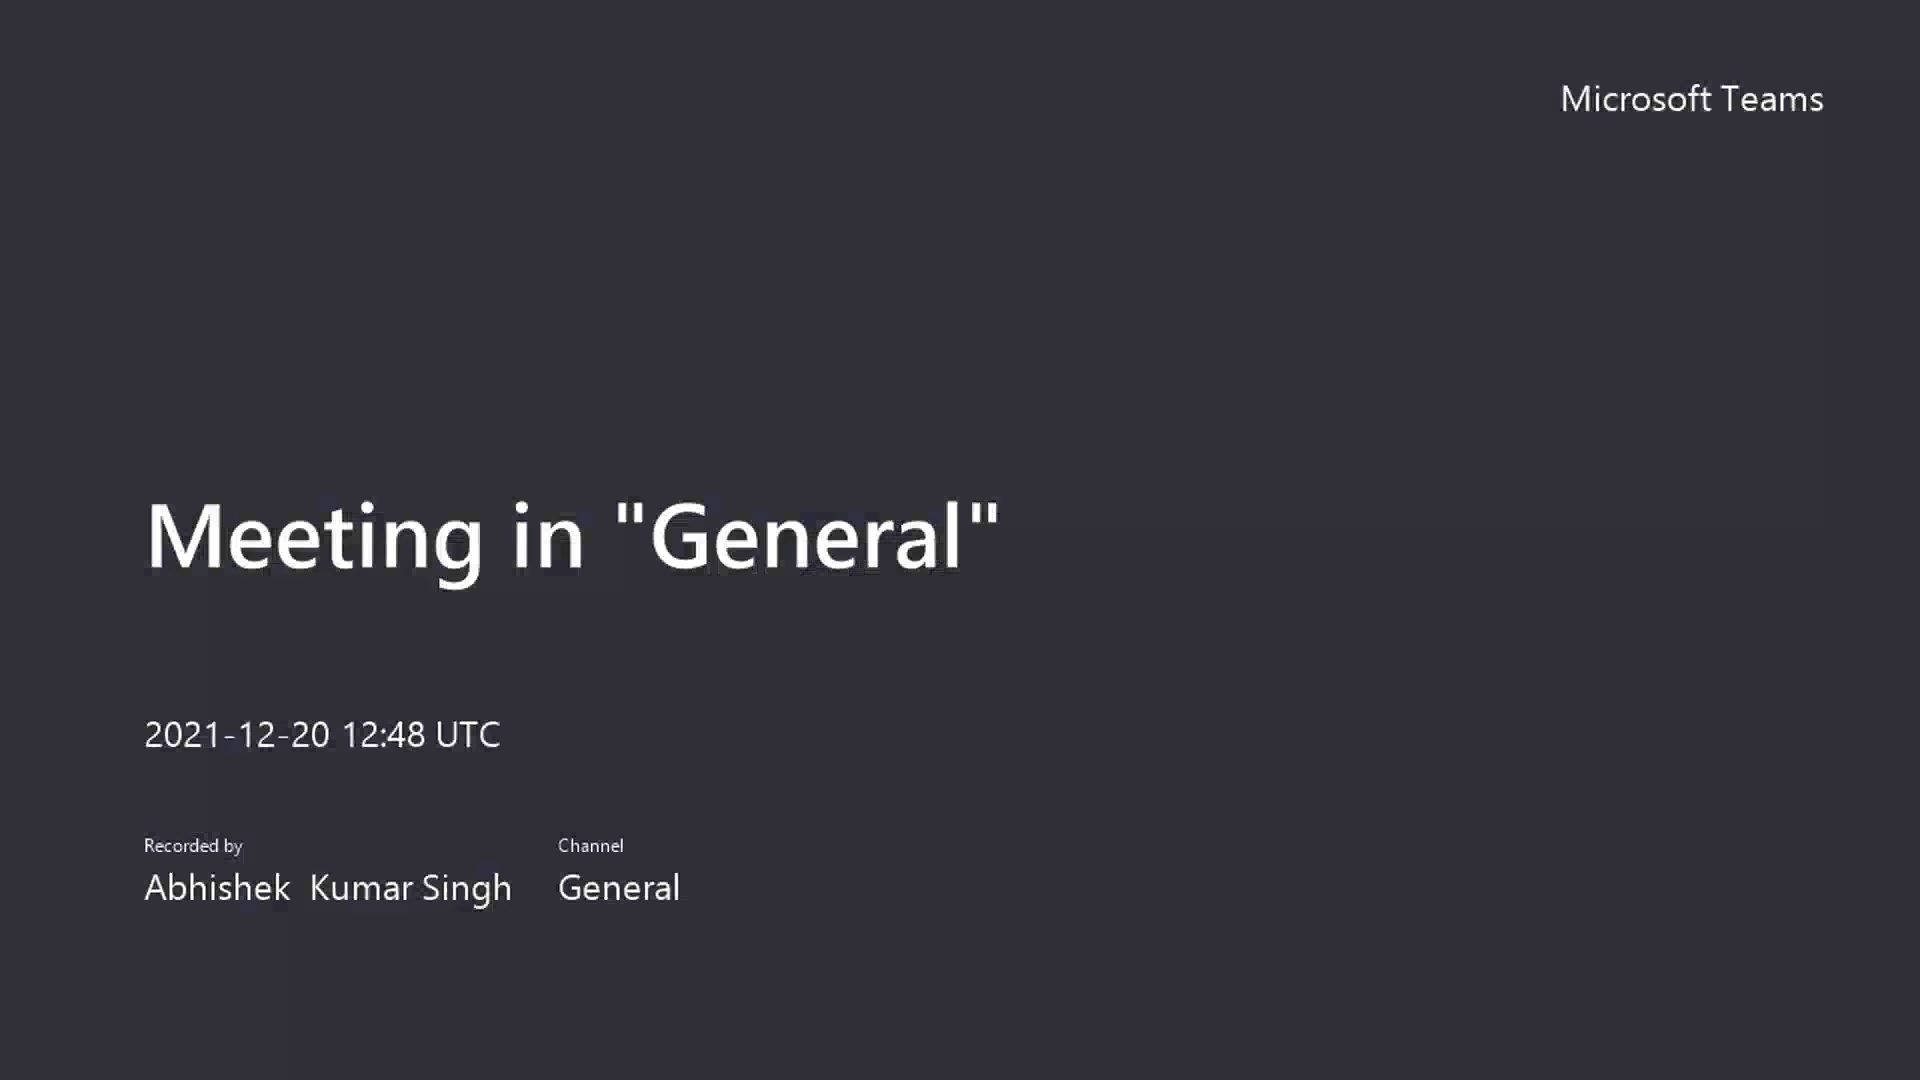 Microsoft Teams
Meeting in "General"
2021-12-20 12:48 UTC
Recorded by
Channel
Abhishek  Kumar Singh
General